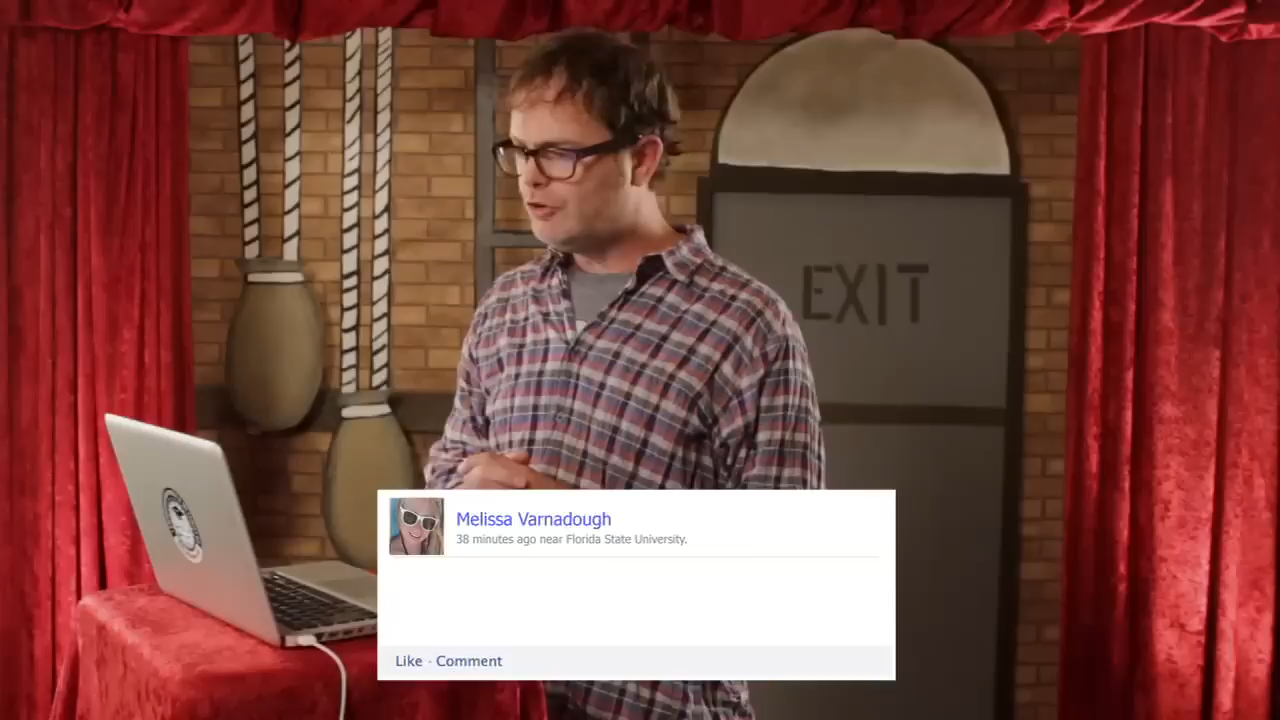 EXIT
Melissa Varnadough
38 minutes ago near Florida State University.
Like · Comment